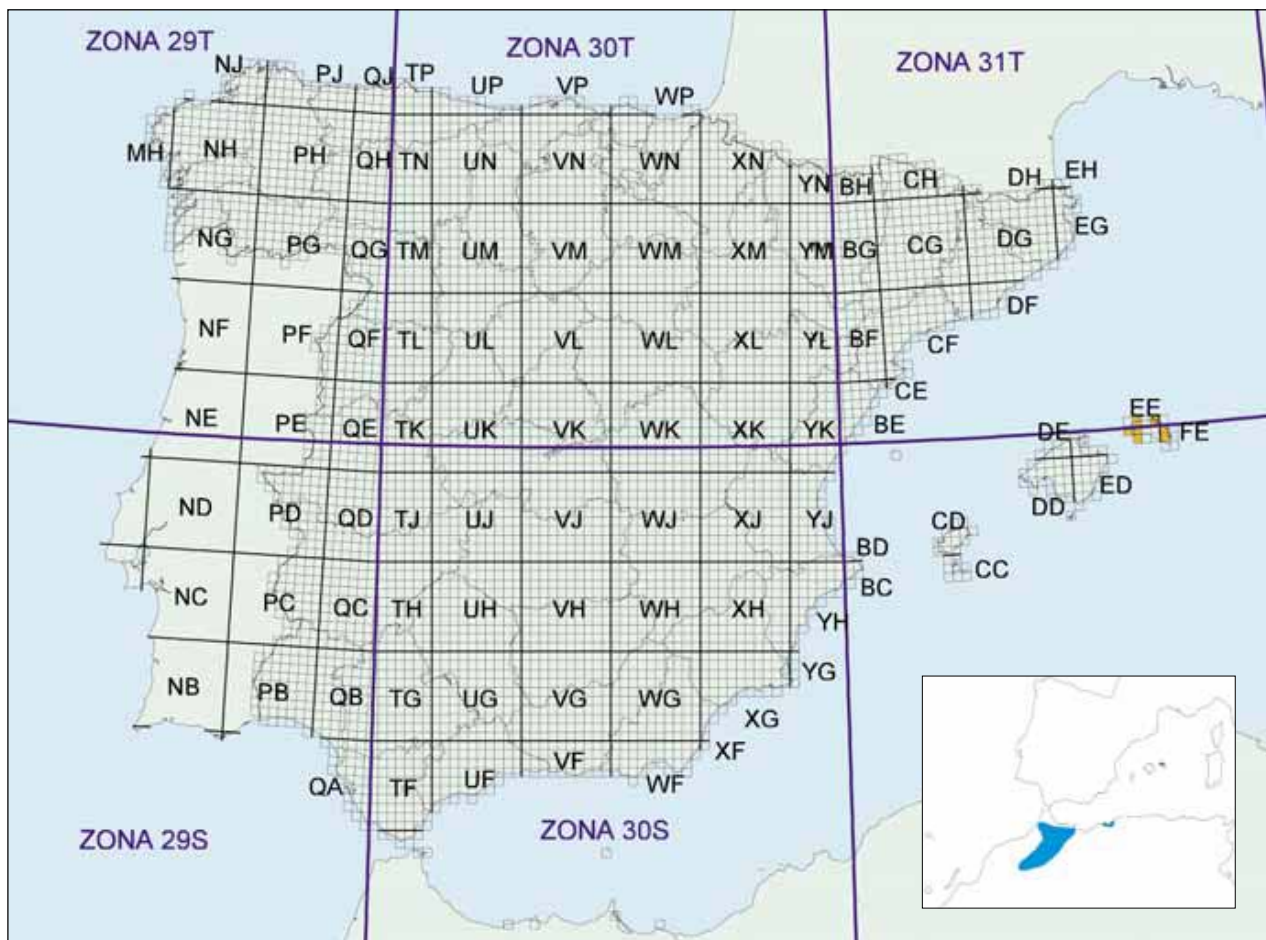 ZONA 29T ZONA 30T ZONA 31T
NJ PJ QJ TP UP VP WP
MH NH PH QH TN UN VN WN XN YN BH CH DH EH
NG PG QG TM UM VM WM XM YM BG CG DG EG
NF PF QF TL UL VL WL XL YL BF CF DF
NE PE QE TK UK VK WK XK YK BE CE DE EE FE
ND PD QD TJ UJ VJ WJ XJ YJ BD CD DD ED
NC PC QC TH UH VH WH XH YH BC CC
NB PB QB TG UG VG WG XG YG
QA TF UF VF WF XF
ZONA 29S ZONA 30S